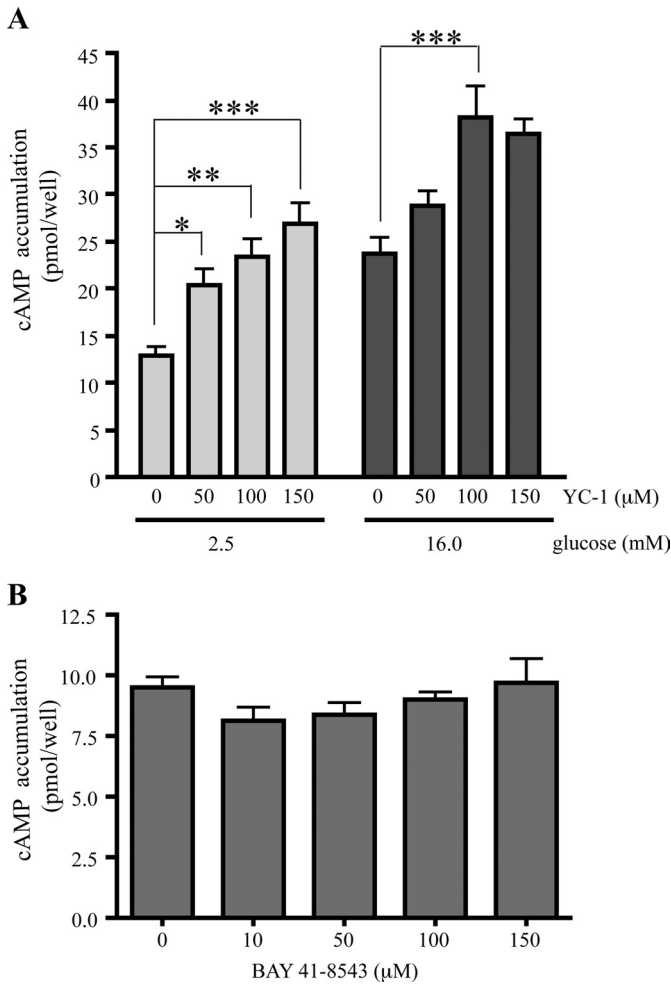 A
cAMP accumulation
(pmol/well)
45
40
35
30
25
20
15
10
5
0
***
**
*
***
0 50 100 150 0 50 100 150 YC-1 (μM)
2.5 16.0 glucose (mM)
B
cAMP accumulation
(pmol/well)
12.5
10.0
7.5
5.0
2.5
0.0
0 10 50 100 150
BAY 41-8543 (μM)